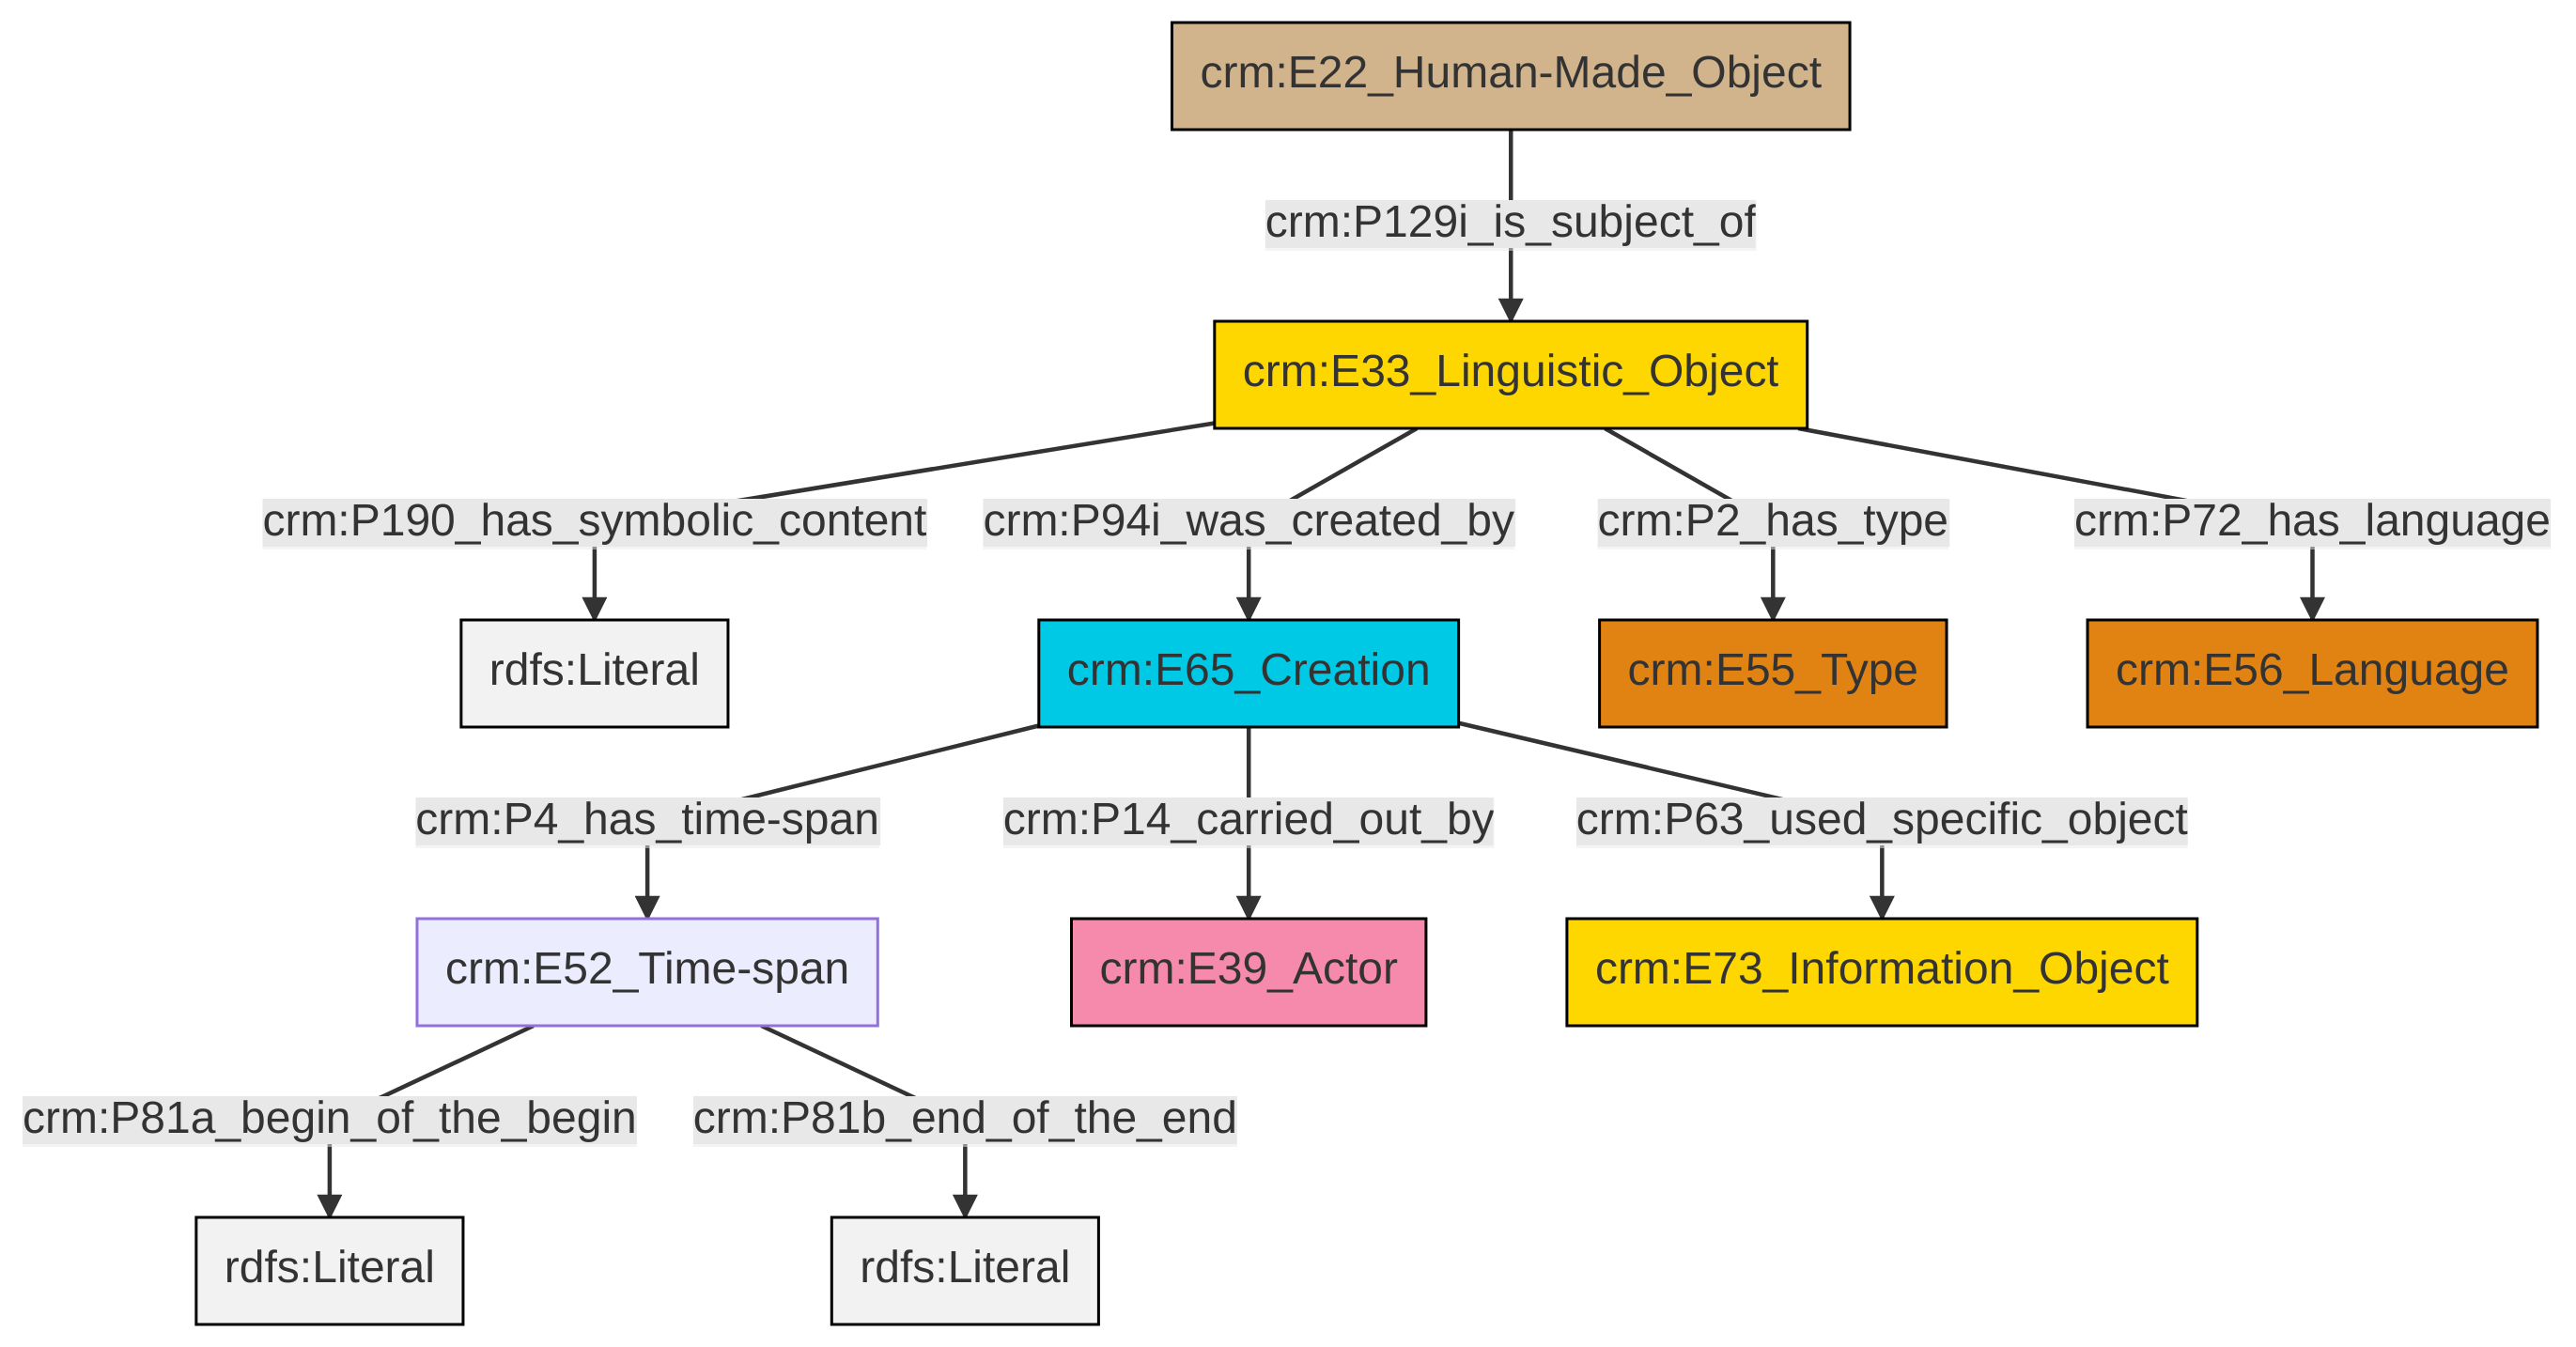 crm:E22_Human-Made_Object
crm:P129i_is_subject_of
crm:E33_Linguistic_Object
crm:P190_has_symbolic_content
crm:P94i_was_created_by
crm:P2_has_type
crm:P72_has_language
rdfs:Literal
crm:E65_Creation
crm:E55_Type
crm:E56_Language
crm:P4_has_time-span
crm:P14_carried_out_by
crm:P63_used_specific_object
crm:E52_Time-span
crm:E39_Actor
crm:E73_Information_Object
crm:P81a_begin_of_the_begin
crm:P81b_end_of_the_end
rdfs:Literal
rdfs:Literal